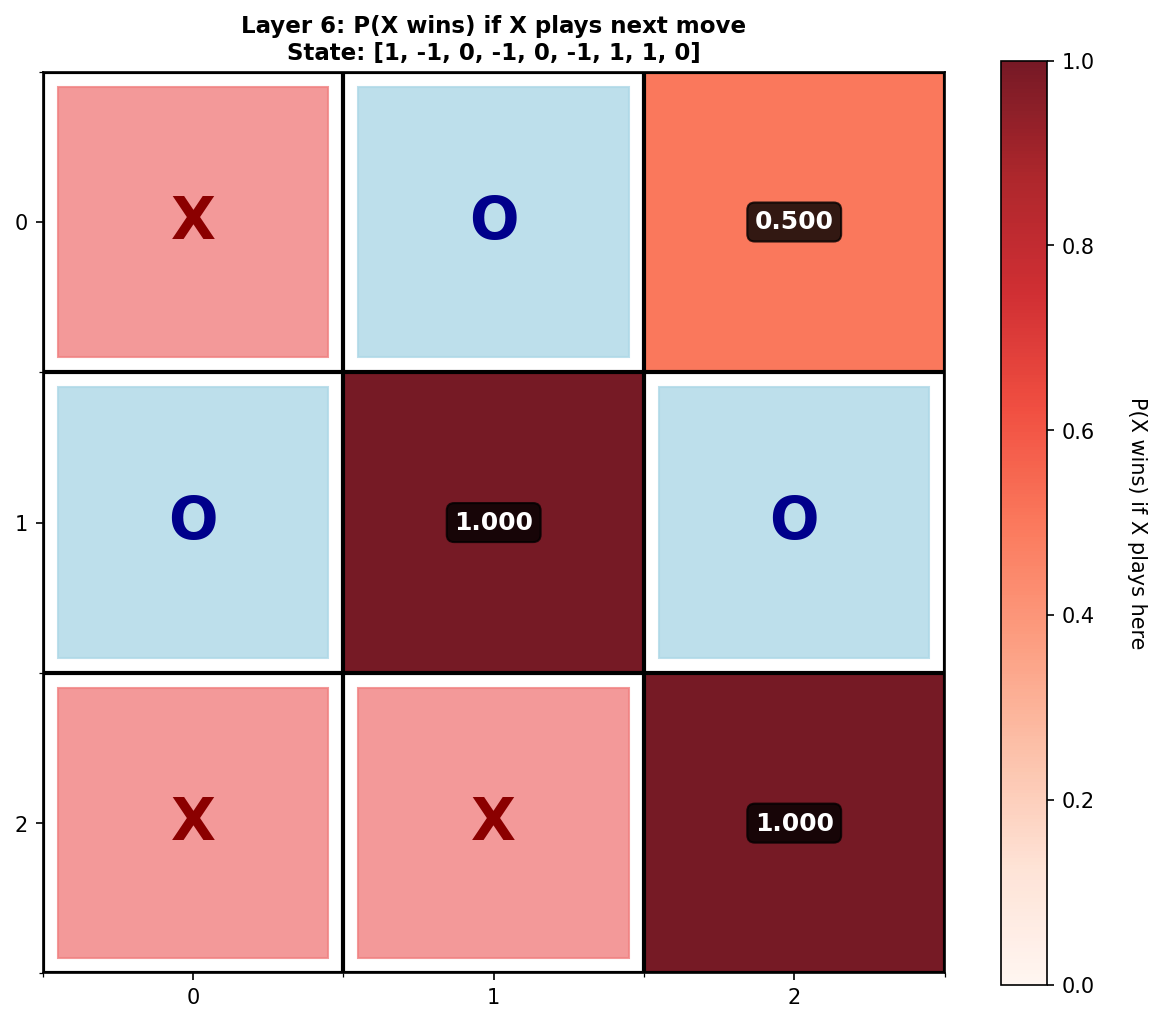 Layer 6: P(X wins) if X plays next move
State: [1, -1, 0, -1, 0, -1, 1, 1, 0]
0
X
O
0.500
1
O
1.000
O
2
X
X
1.000
0
1
2
1.0
0.8
0.6
0.4
0.2
0.0
P(X wins) if X plays here